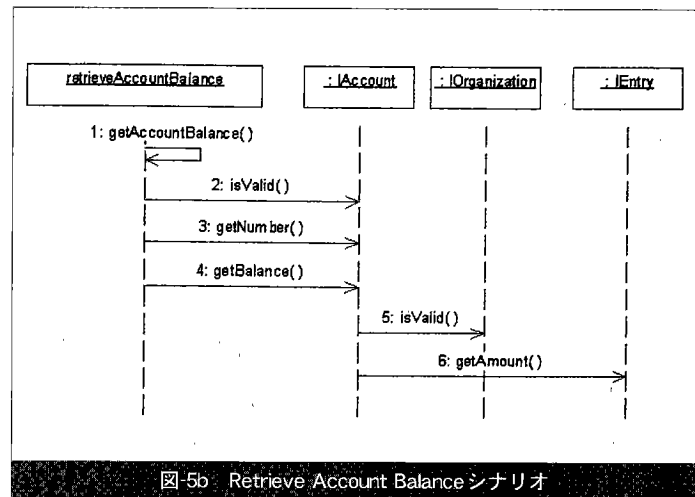 retrieveAccountBalance
: IAccount
: IOrganization
: IEntry
1: getAccountBalance()
2: isValid()
3: getNumber()
4: getBalance()
5: isValid()
6: getAmount()
図-5b Retrieve Account Balanceシナリオ